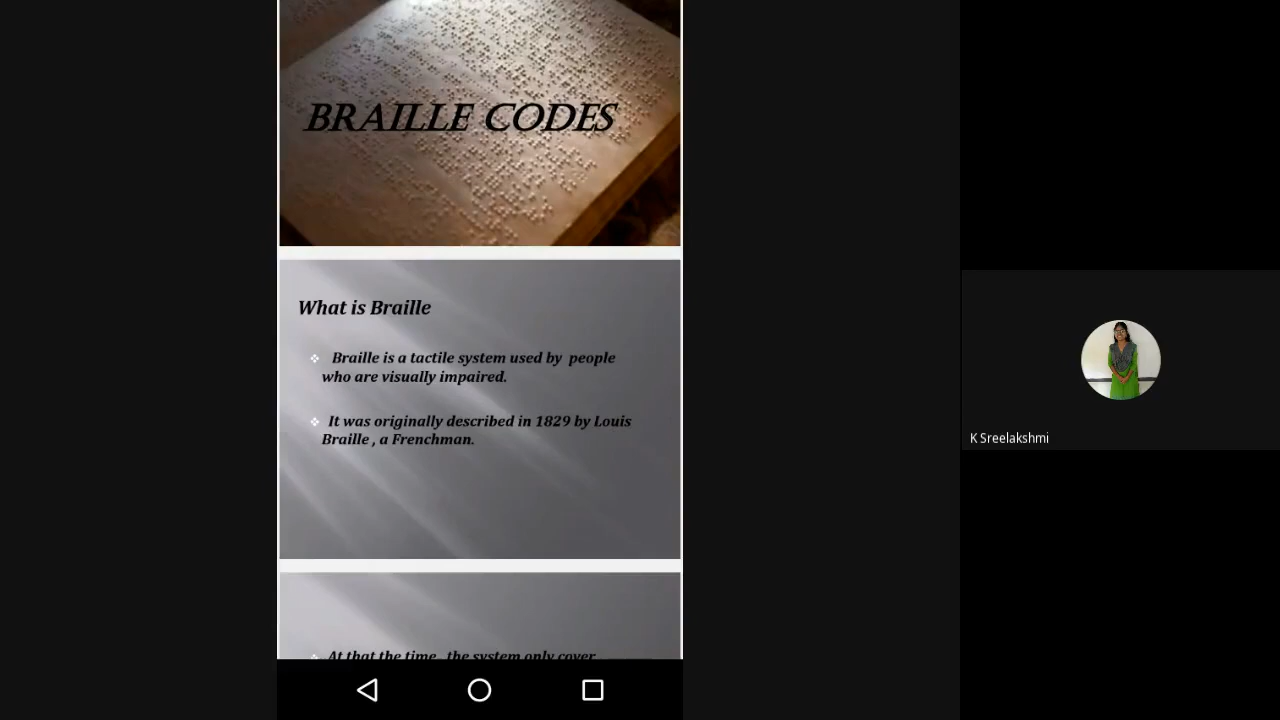 BRAILLE CODES
What is Braille
Braille is a tactile system used by people
who are visually impaired.
It was originally described in 1829 by Louis
Braille , a Frenchman.
At that the time, the system only cover
K Sreelakshmi